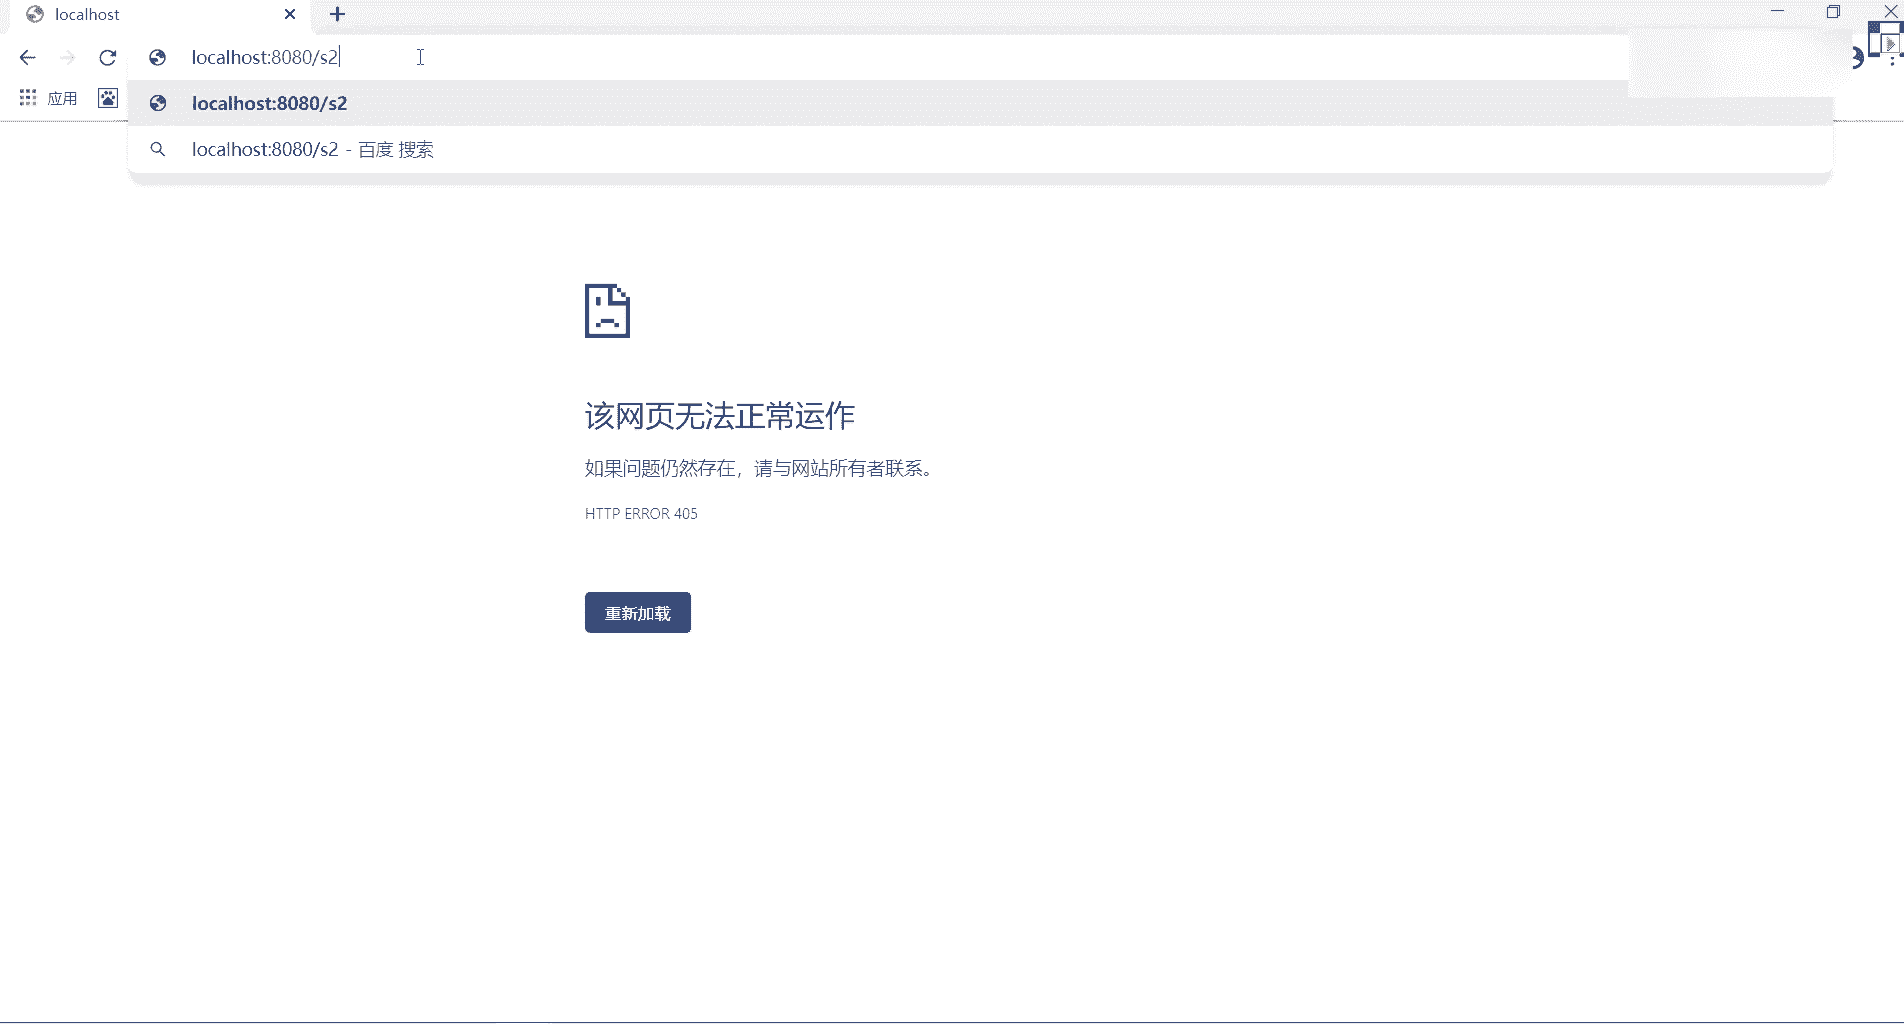 localhost
localhost:8080/s2
应用
localhost:8080/s2
localhost:8080/s2 - 百度 搜索
该网页无法正常运作
如果问题仍然存在，请与网站所有者联系。
HTTP ERROR 405
重新加载